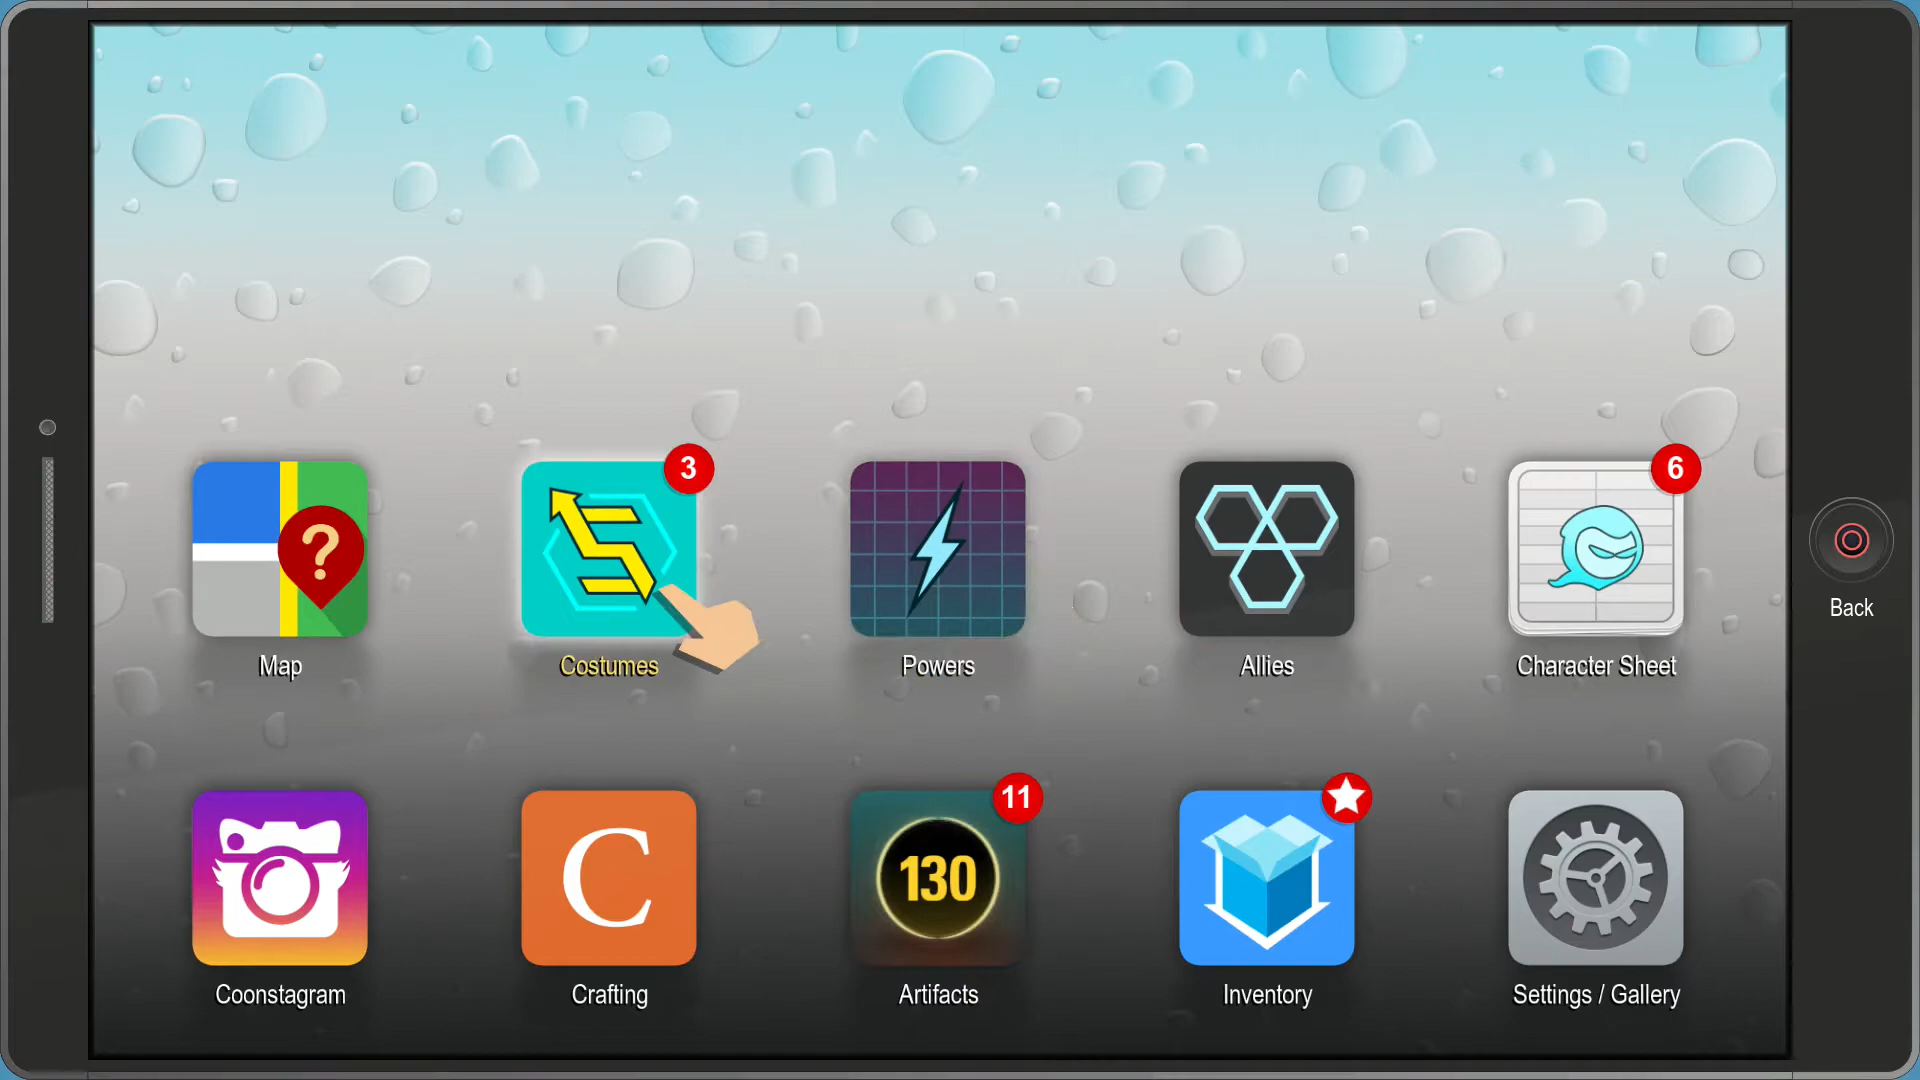 3
6
?
Back
Map
Costumes
Powers
Allies
Character Sheet
11
C
130
Coonstagram
Crafting
Artifacts
Inventory
Settings / Gallery